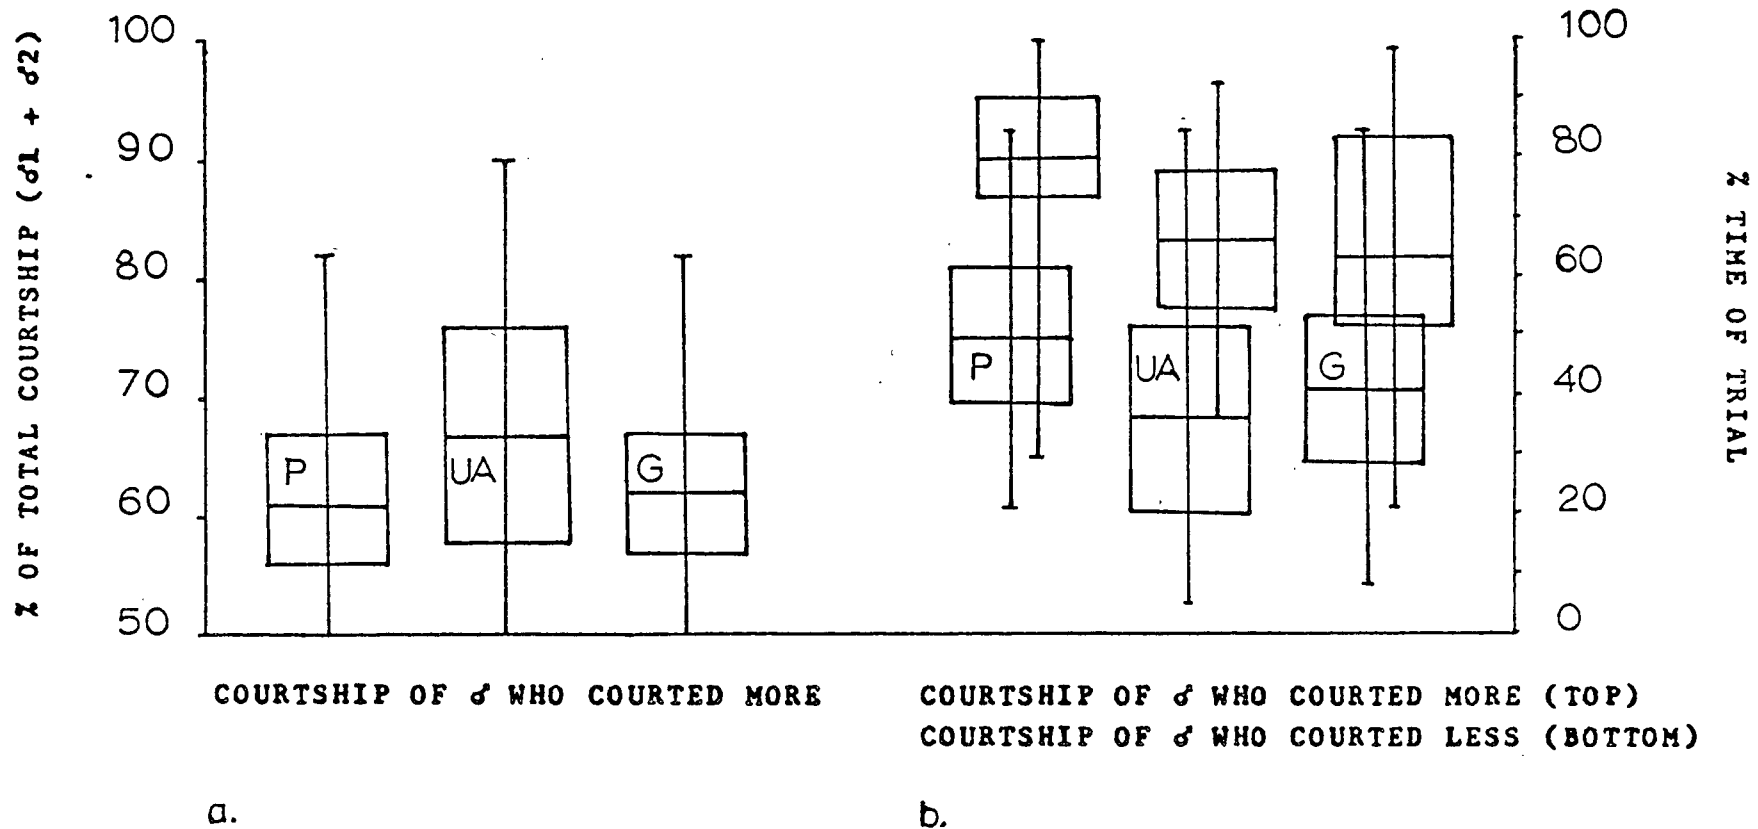 % OF TOTAL COURTSHIP (♂1 + ♂2)
100
90
80
70
60
50
P
UA
G
COURTSHIP OF ♂ WHO COURTED MORE
a.
P
UA
G
100
80
60
40
20
0
% TIME OF TRIAL
COURTSHIP OF ♂ WHO COURTED MORE (TOP)
COURTSHIP OF ♂ WHO COURTED LESS (BOTTOM)
b.